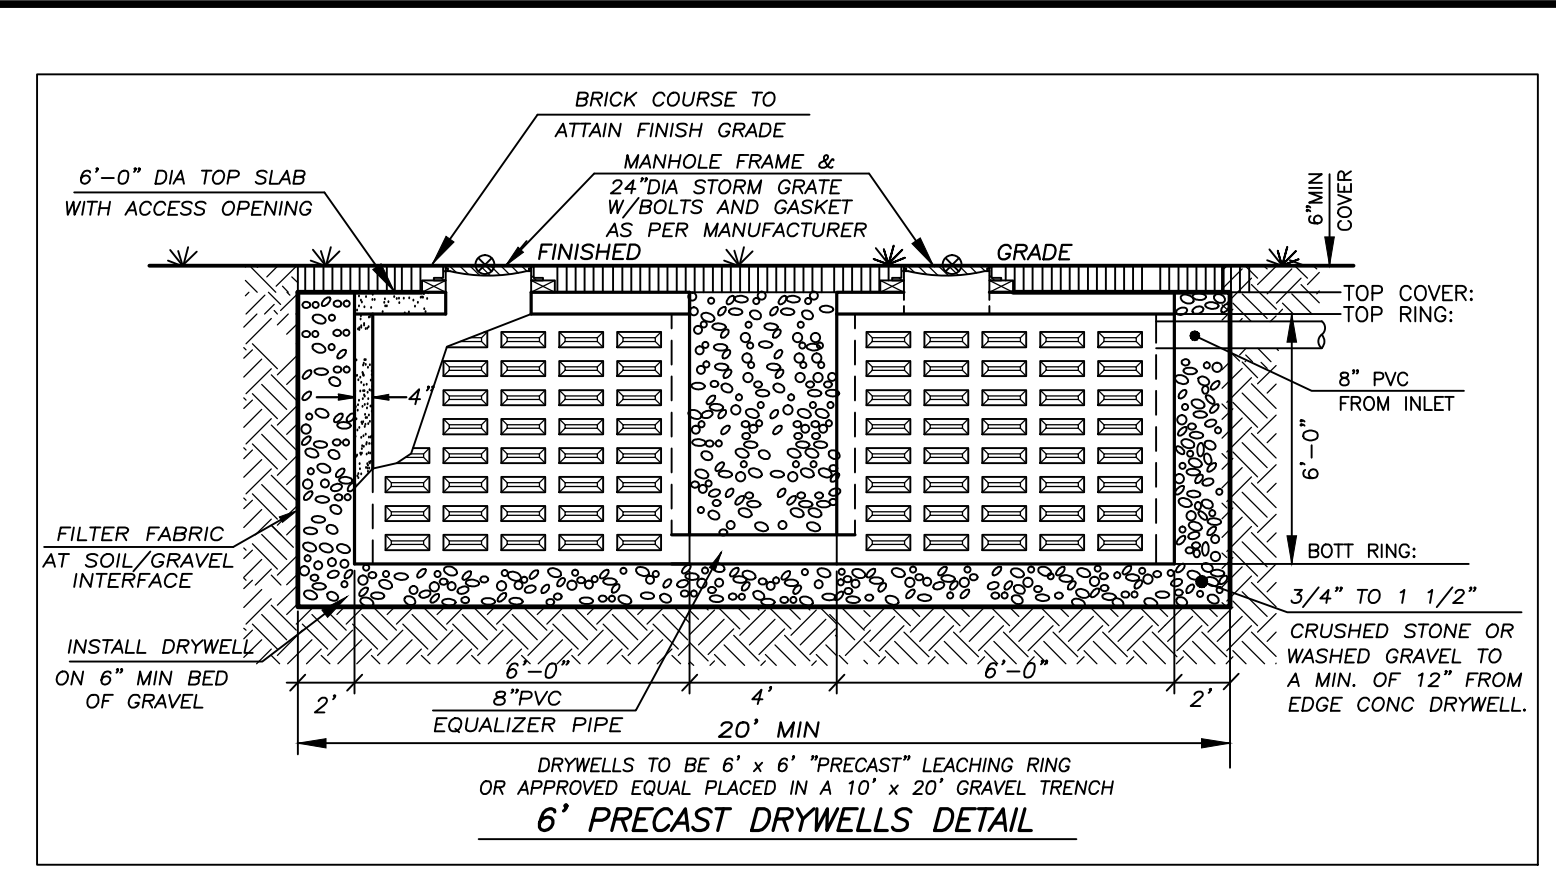 BRICK COURSE TO
ATTAIN FINISH GRADE
MANHOLE FRAME &
24"DIA STORM GRATE
W/BOLTS AND GASKET
AS PER MANUFACTURER
6'-0" DIA TOP SLAB
WITH ACCESS OPENING
6"MIN
COVER
FINISHED
GRADE
TOP COVER:
TOP RING:
4"
8" PVC
FROM INLET
6'-0"
FILTER FABRIC
AT SOIL/GRAVEL
INTERFACE
BOTT RING:
3/4" TO 1 1/2"
CRUSHED STONE OR
WASHED GRAVEL TO
A MIN. OF 12" FROM
EDGE CONC DRYWELL.
INSTALL DRYWELL
ON 6" MIN BED
OF GRAVEL
6'-0"
6'-0"
2'
8"PVC
EQUALIZER PIPE
4'
2'
20' MIN
DRYWELLS TO BE 6' x 6' "PRECAST" LEACHING RING
OR APPROVED EQUAL PLACED IN A 10' x 20' GRAVEL TRENCH
6' PRECAST DRYWELLS DETAIL